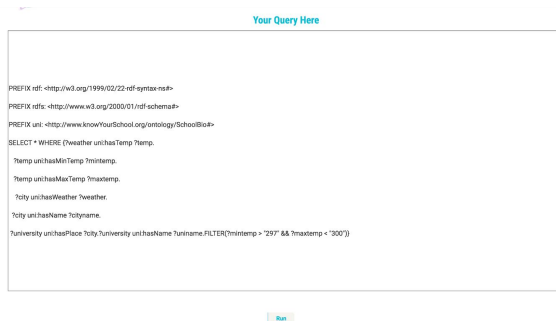 Your Query Here
PREFIX rdf: <http://w3.org/1999/02/22-rdf-syntax-ns#>
PREFIX rdfs: <http://www.w3.org/2000/01/rdf-schema#>
PREFIX uni: <http://www.knowYourSchool.org/ontology/SchoolBio#>
SELECT * WHERE {?weather uni:hasTemp ?temp.
?temp uni:hasMinTemp ?mintemp.
?temp uni:hasMaxTemp ?maxtemp.
?city uni:hasWeather ?weather.
?city uni:hasName ?cityname.
?university uni:hasPlace ?city.?university uni:hasName ?uniname.FILTER(?mintemp > "297" && ?maxtemp < "300")}
Run